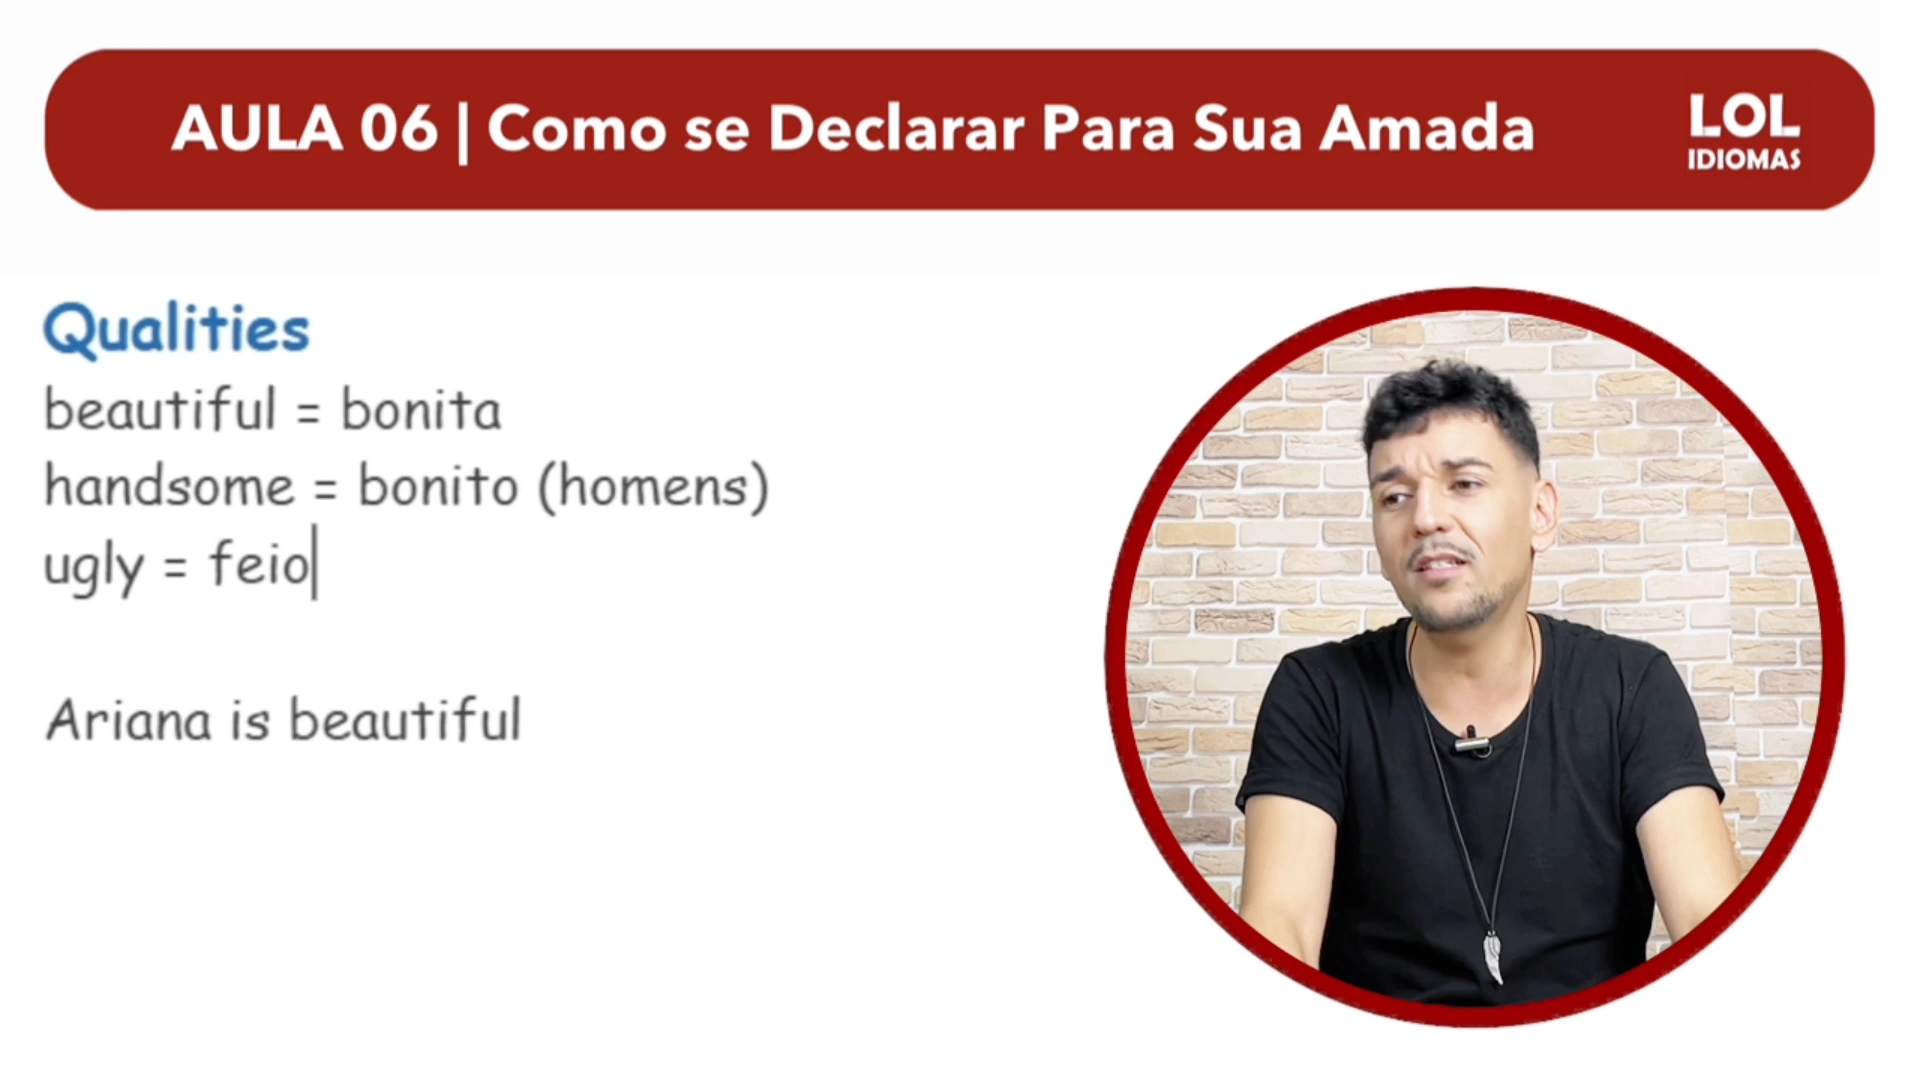 AULA 06 | Como se Declarar Para Sua Amada
LOL
IDIOMAS
Qualities
beautiful = bonita
handsome = bonito (homens)
ugly = feio
Ariana is beautiful